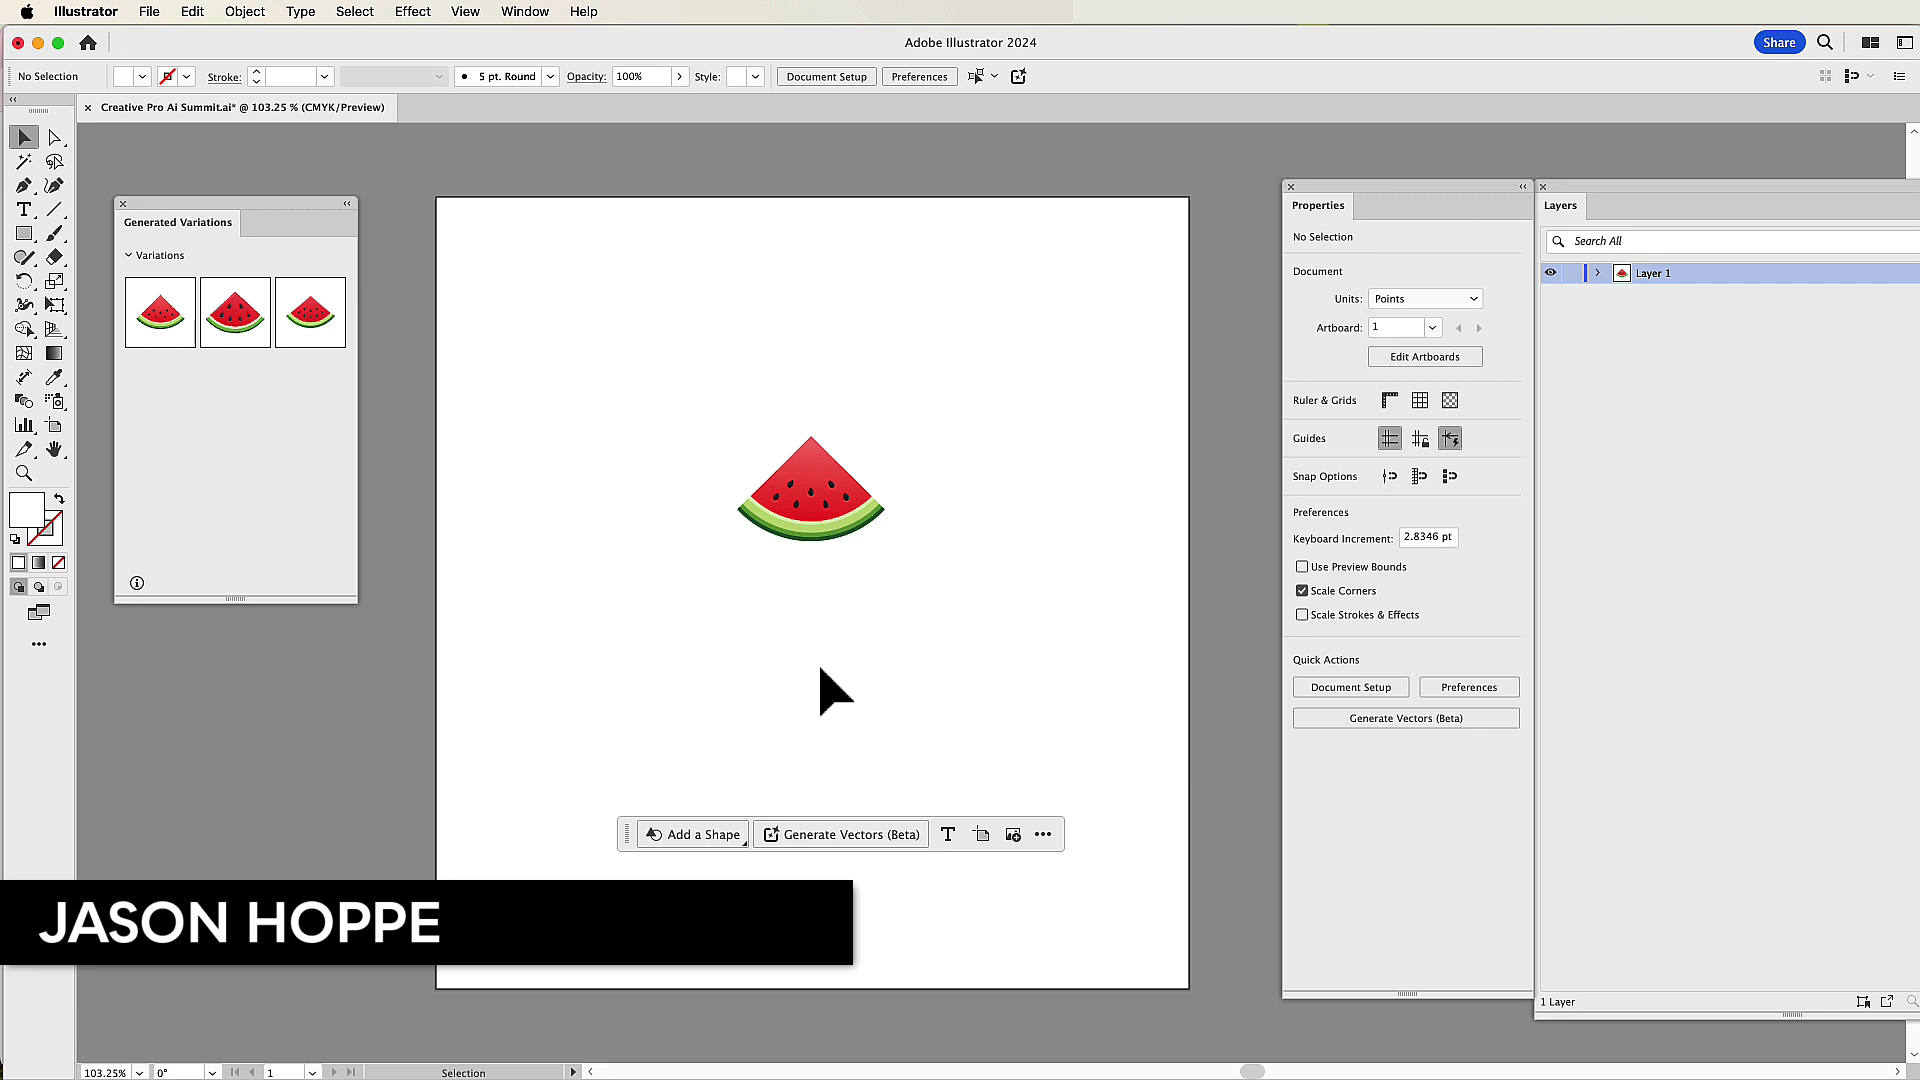 Illustrator File Edit Object Type Select Effect View Window Help
Adobe Illustrator 2024
Share
No Selection
Stroke:
5 pt. Round
Opacity: 100%
Style:
Document Setup
Preferences
Creative Pro Ai Summit.ai* @ 103.25 % (CMYK/Preview)
Generated Variations
Variations
Properties
No Selection
Document
Units: Points
Artboard: 1
Edit Artboards
Ruler & Grids
Guides
Snap Options
Preferences
Keyboard Increment: 2.8346 pt
Use Preview Bounds
Scale Corners
Scale Strokes & Effects
Quick Actions
Document Setup
Preferences
Generate Vectors (Beta)
Layers
Search All
Layer 1
1 Layer
Add a Shape
Generate Vectors (Beta)
JASON HOPPE
103.25%
0°
1
Selection